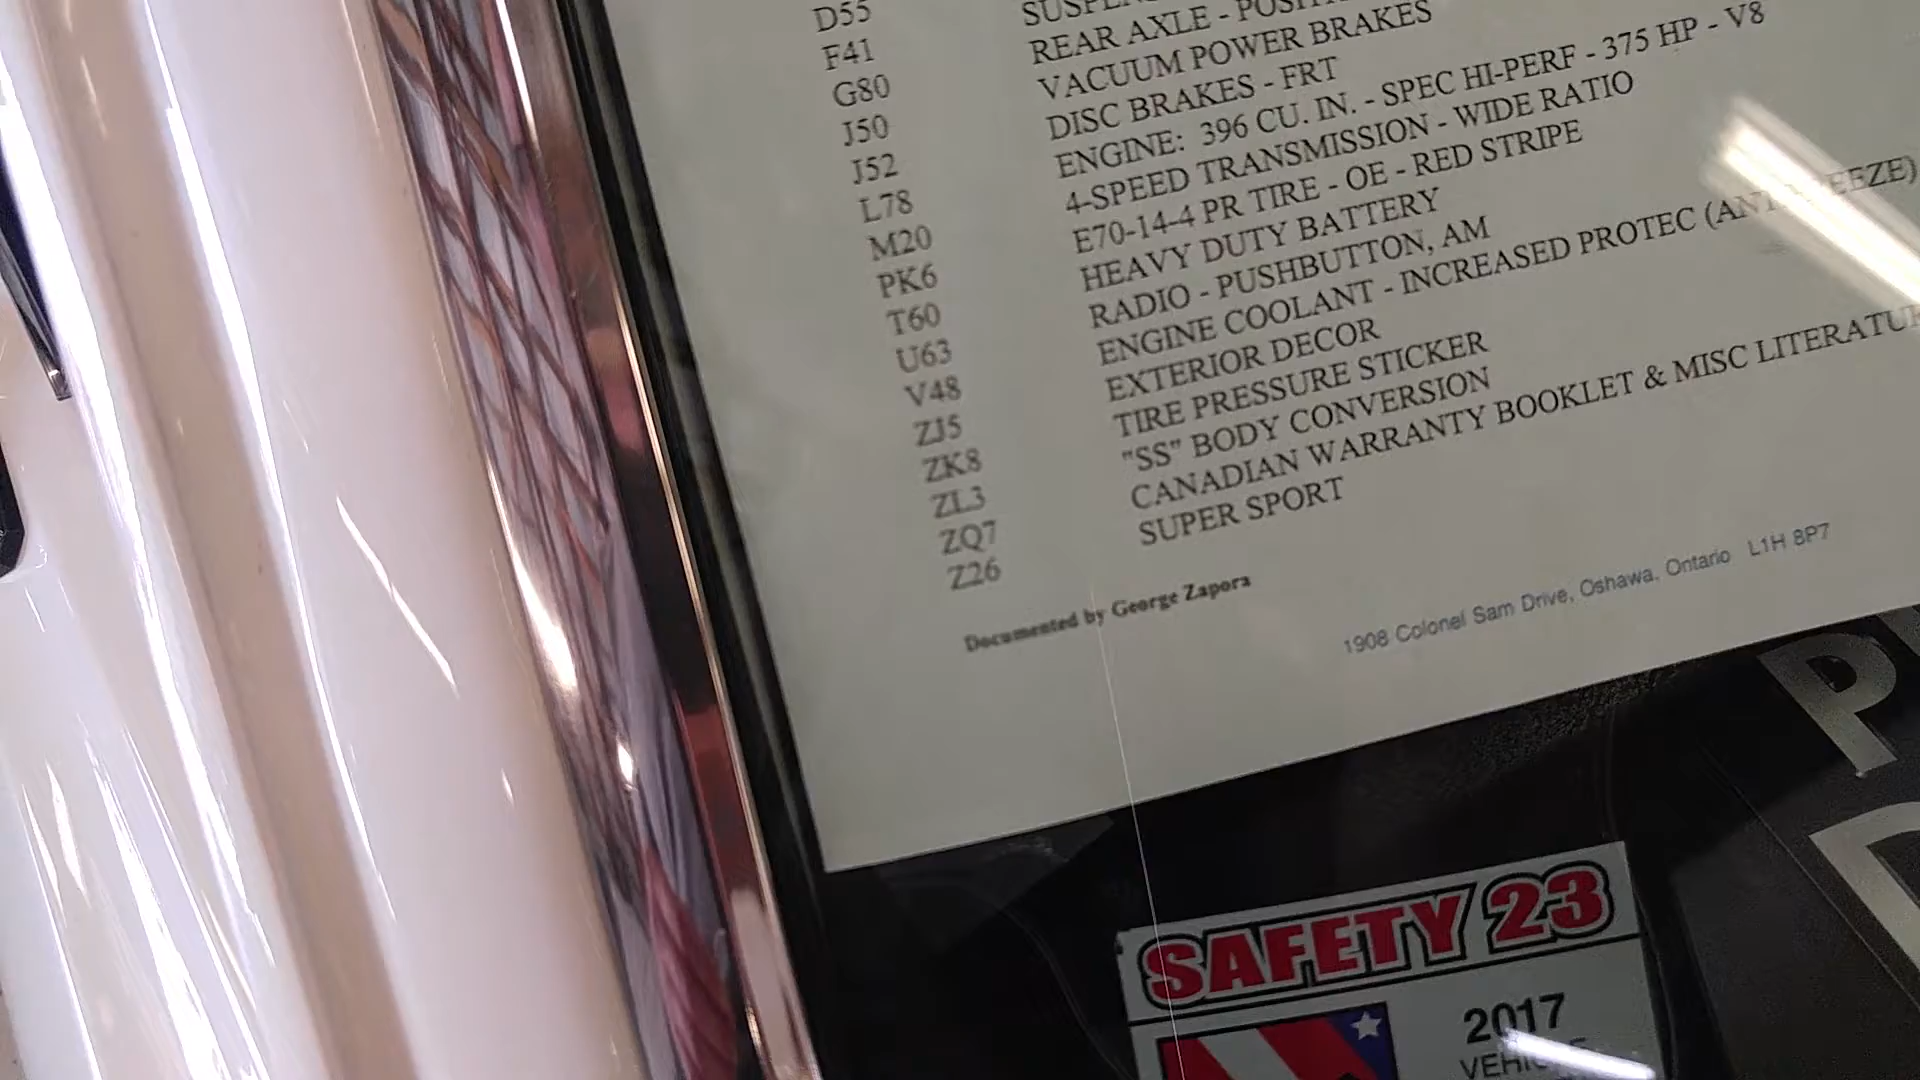 D55
F41 SUSPEN
G80 REAR AXLE -
J50 VACUUM POWER BRAKES
J52 DISC BRAKES - FRT
L78 ENGINE: 396 CU. IN. - SPEC HI-PERF - 375 HP - V8
M20 4-SPEED TRANSMISSION - WIDE RATIO
PK6 E70-14-4 PR TIRE - OE - RED STRIPE
T60 HEAVY DUTY BATTERY
U63 RADIO - PUSHBUTTON, AM
V48 ENGINE COOLANT - INCREASED PROTEC
ZJ5 EXTERIOR DECOR
ZK8 TIRE PRESSURE STICKER
ZL3 "SS" BODY CONVERSION
ZQ7 CANADIAN WARRANTY BOOKLET & MISC LITERATU
Z26 SUPER SPORT
Documented by George Zapora
1908 Colonel Sam Drive, Oshawa, Ontario L1H 8P7
P
SAFETY 23
2017